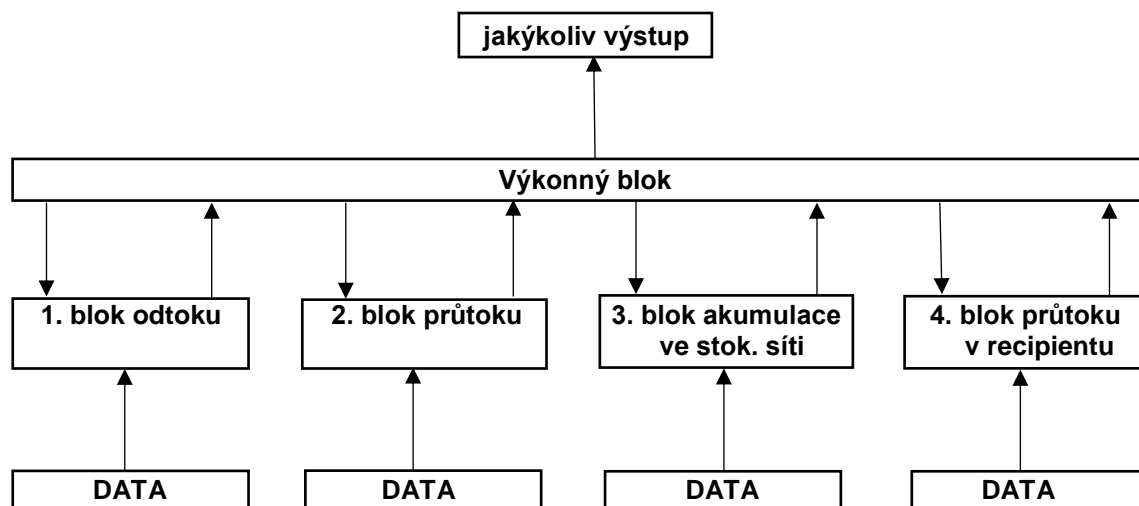 jakýkoliv výstup
Výkonný blok
1. blok odtoku
2. blok průtoku
3. blok akumulace
ve stok. síti
4. blok průtoku
v recipientu
DATA
DATA
DATA
DATA